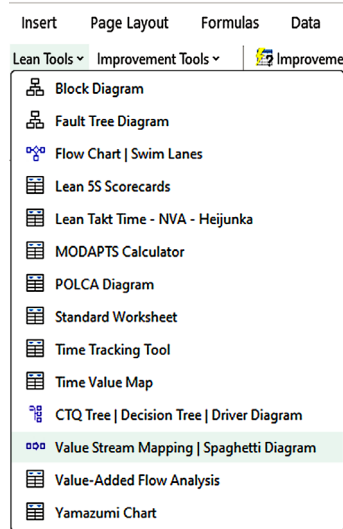 Insert Page Layout Formulas Data
Lean Tools Improvement Tools Improveme
Block Diagram
Fault Tree Diagram
Flow Chart | Swim Lanes
Lean 5S Scorecards
Lean Takt Time - NVA - Heijunka
MODAPTS Calculator
POLCA Diagram
Standard Worksheet
Time Tracking Tool
Time Value Map
CTQ Tree | Decision Tree | Driver Diagram
Value Stream Mapping | Spaghetti Diagram
Value-Added Flow Analysis
Yamazumi Chart